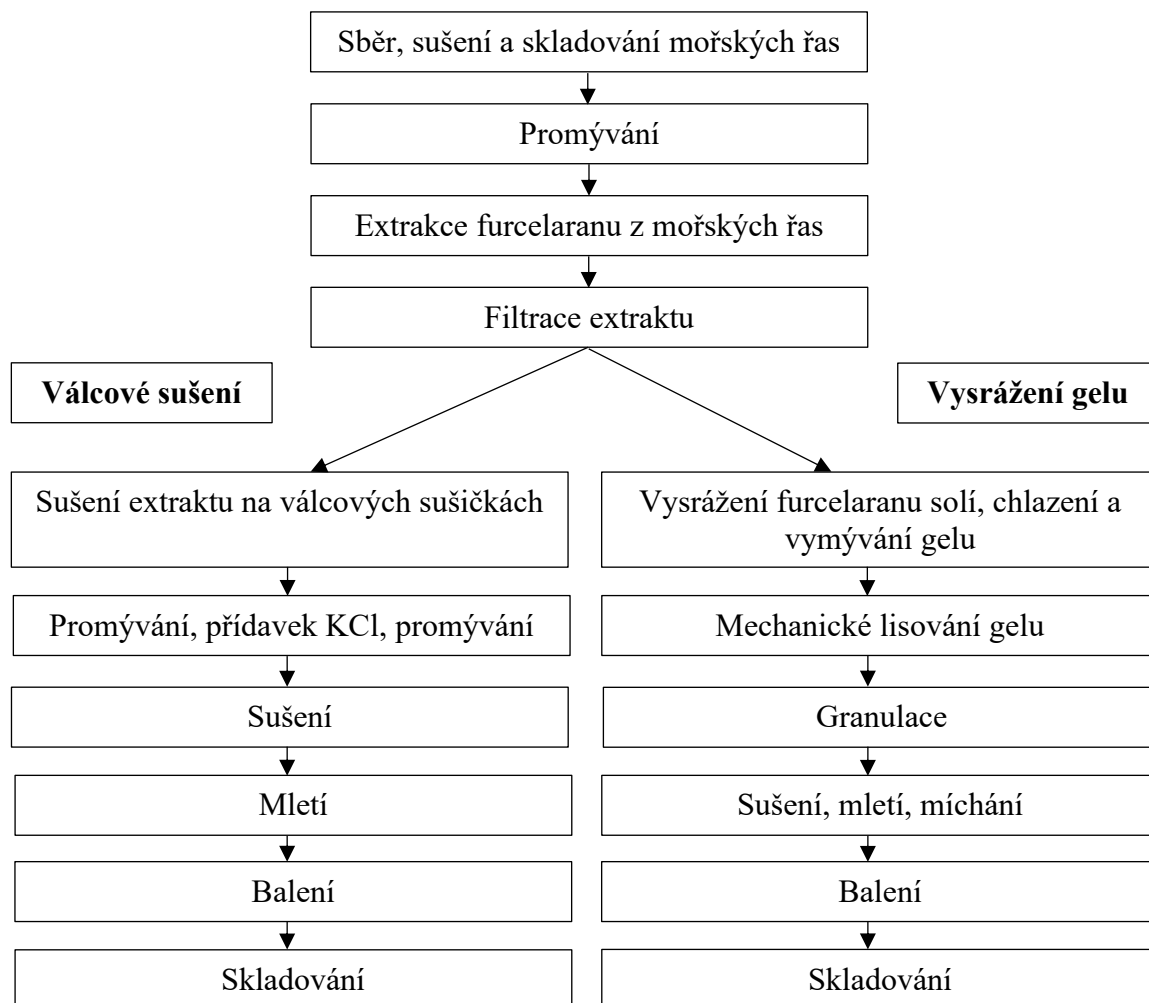 Sběr, sušení a skladování mořských řas
Promývání
Extrakce furcelaranu z mořských řas
Filtrace extraktu
Válcové sušení
Vysrážení gelu
Sušení extraktu na válcových sušičkách
Vysrážení furcelaranu solí, chlazení a
vymývání gelu
Promývání, přídavek KCl, promývání
Mechanické lisování gelu
Sušení
Granulace
Mletí
Sušení, mletí, míchání
Balení
Balení
Skladování
Skladování